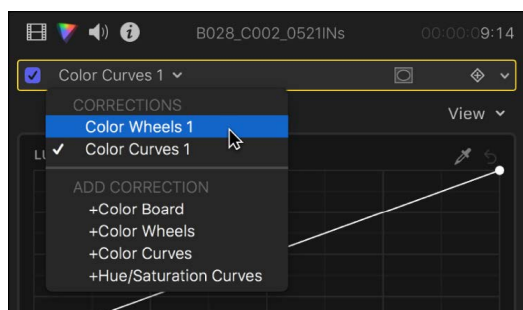 B028_C002_0521INs 00:00:09:14
Color Curves 1
View
CORRECTIONS
Color Wheels 1
✓ Color Curves 1
ADD CORRECTION
+Color Board
+Color Wheels
+Color Curves
+Hue/Saturation Curves